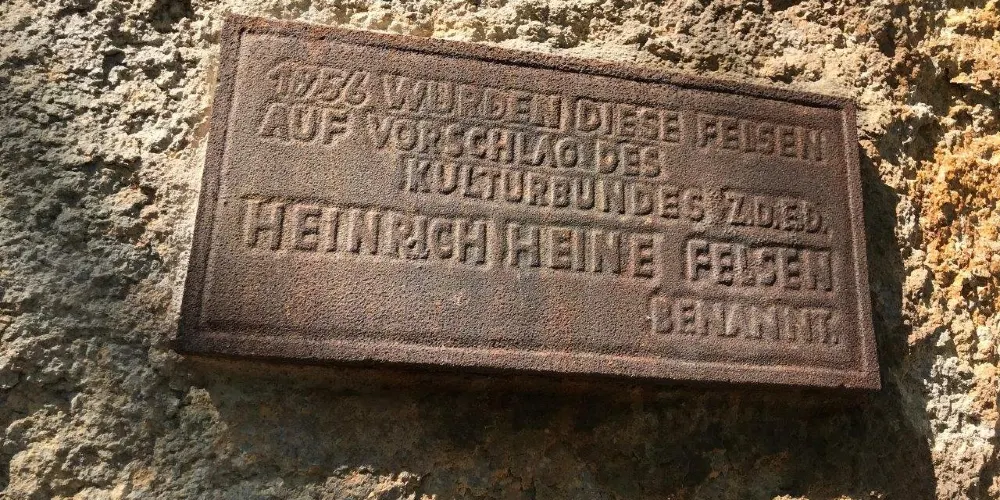 1956 WURDEN DIESE FELSEN
AUF VORSCHLAG DES
KULTURBUNDES Z.D.E.D.
HEINRICH HEINE FELSEN
BENANNT.